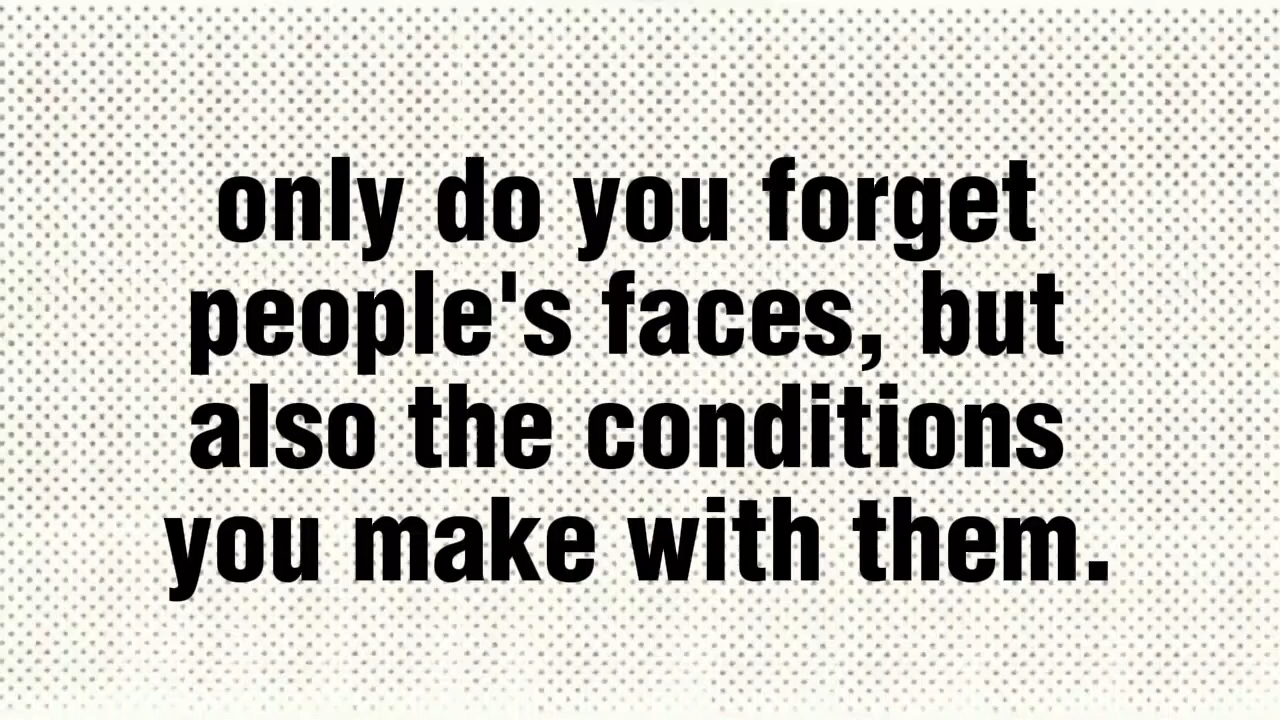 only do you forget
people's faces, but
also the conditions
you make with them.